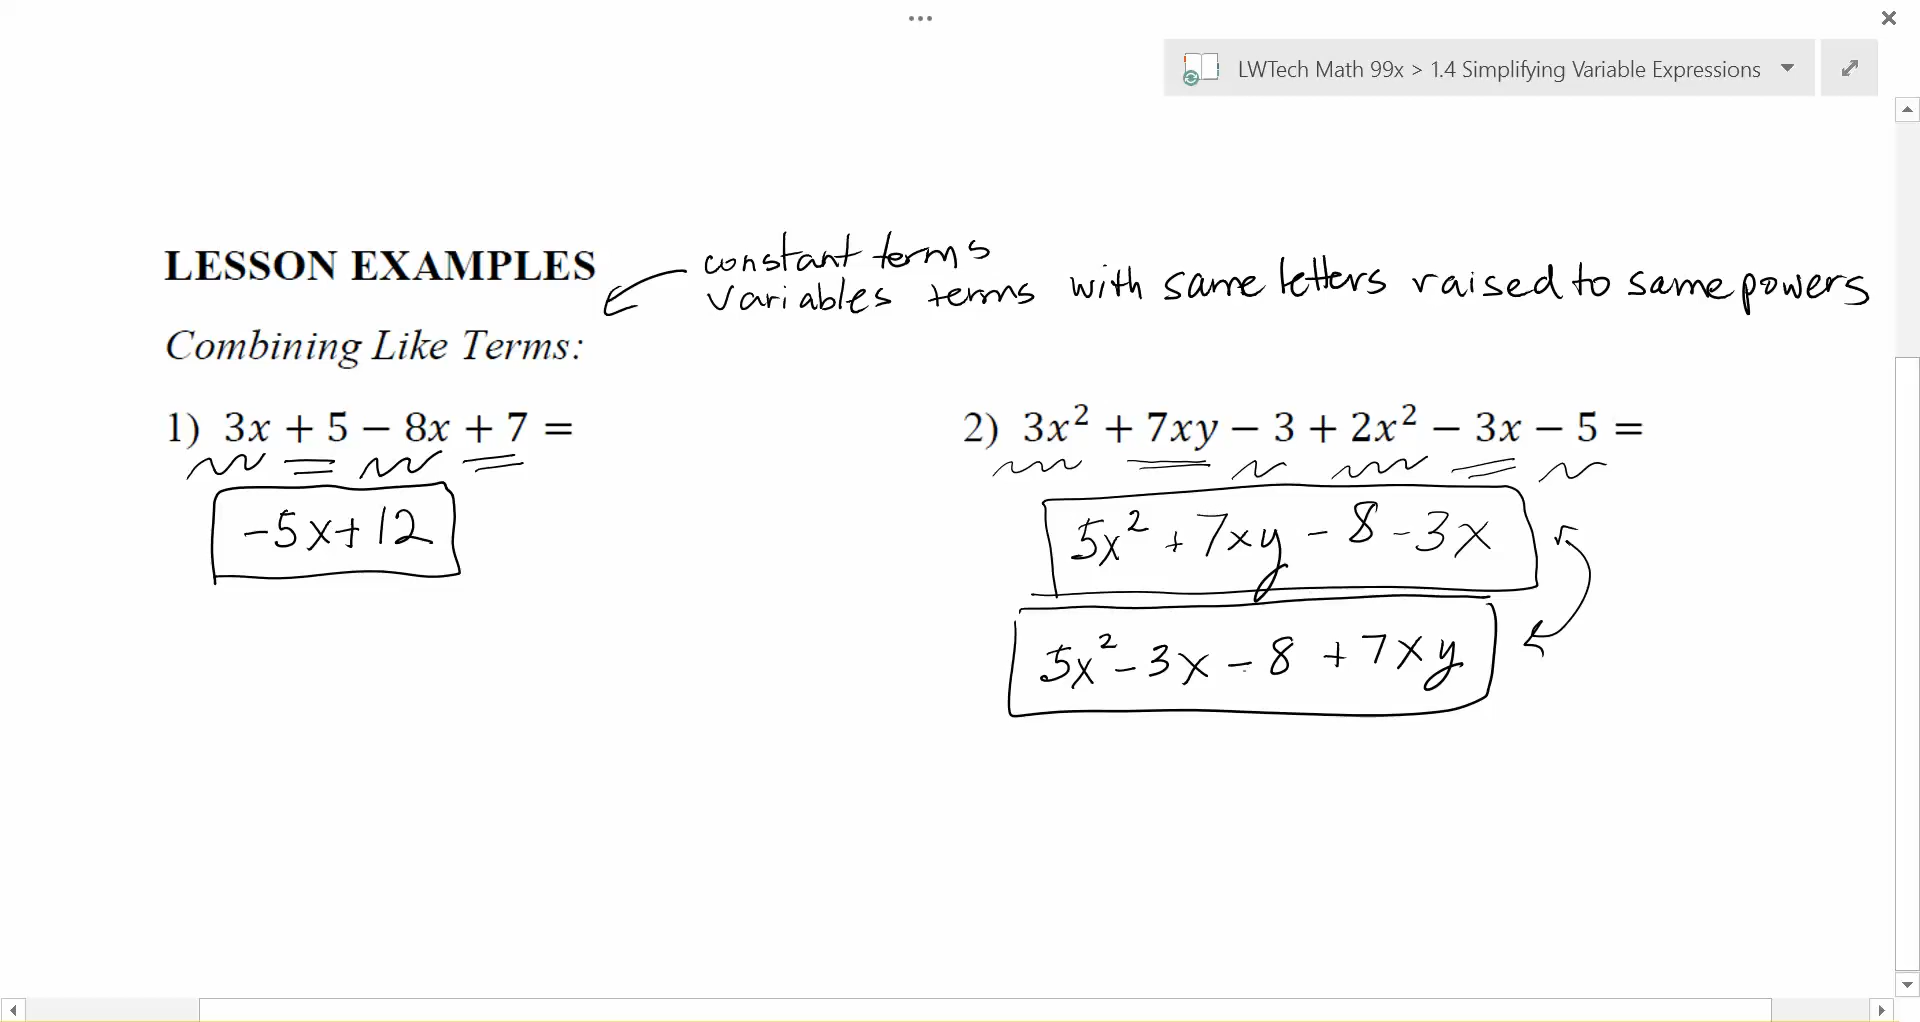 LWTech Math 99x > 1.4 Simplifying Variable Expressions
LESSON EXAMPLES
constant terms
variables terms with same letters raised to same powers
Combining Like Terms:
1) 3x + 5 − 8x + 7 =
-5x+12
2) 3x² + 7xy − 3 + 2x² − 3x − 5 =
5x² + 7xy - 8 - 3x
5x² - 3x - 8 + 7xy